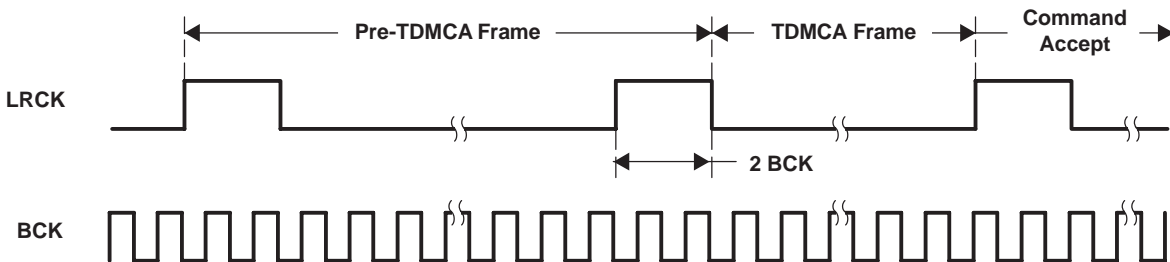 Pre-TDMCA Frame
TDMCA Frame
Command
Accept
LRCK
2 BCK
BCK